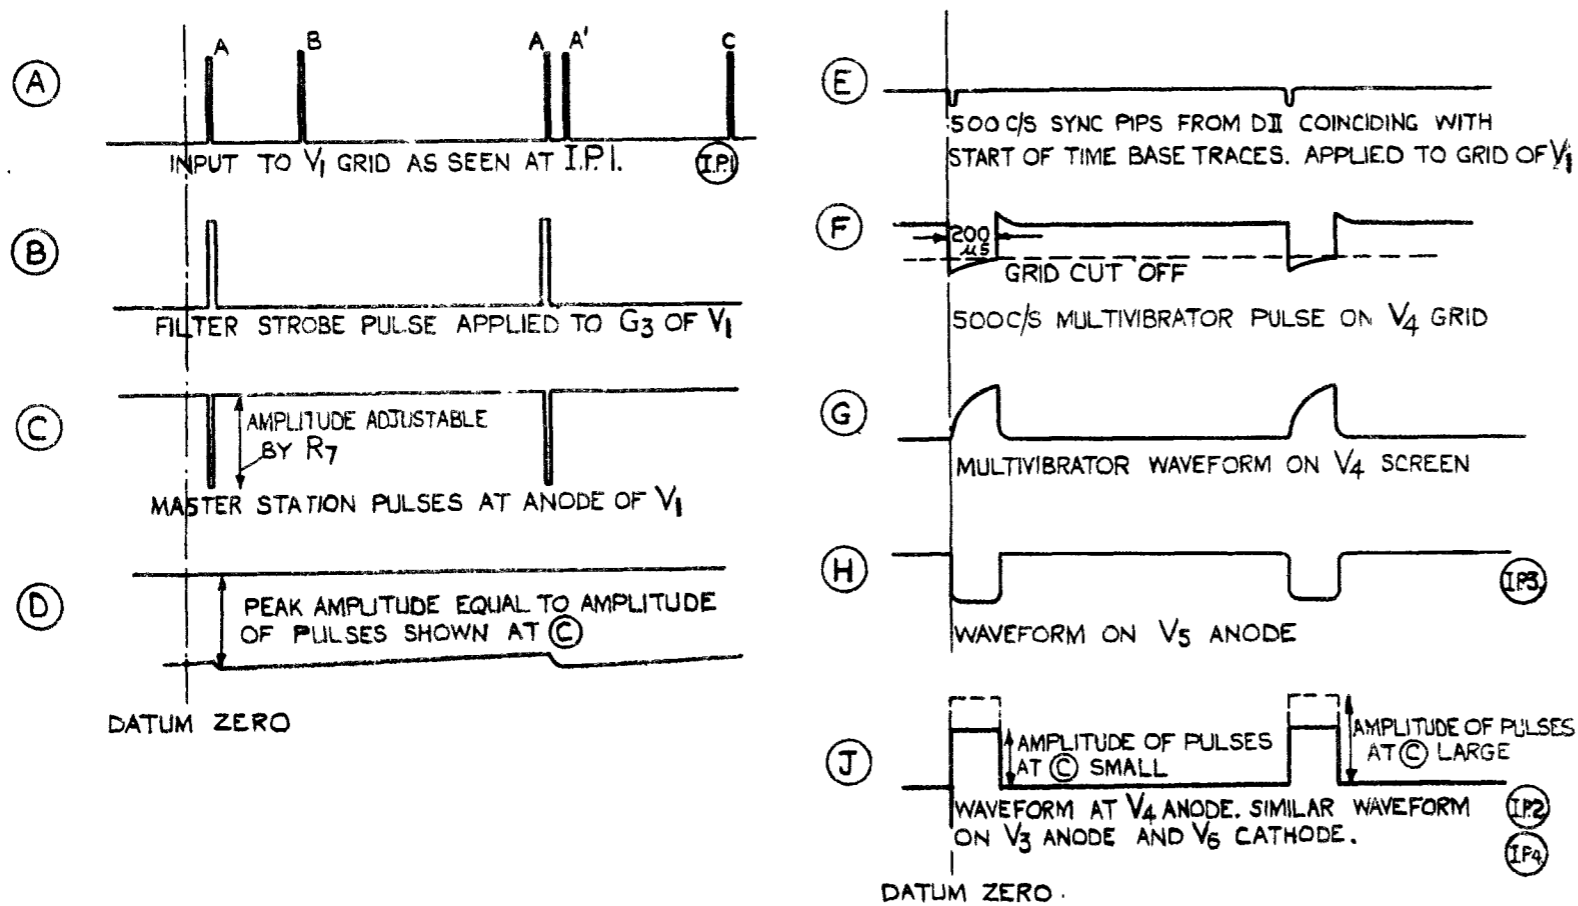 A
A
B
A
A'
C
INPUT TO V1 GRID AS SEEN AT I.P.1.
I.P.1
B
FILTER STROBE PULSE APPLIED TO G3 OF V1
C
AMPLITUDE ADJUSTABLE
BY R7
MASTER STATION PULSES AT ANODE OF V1
D
PEAK AMPLITUDE EQUAL TO AMPLITUDE
OF PULSES SHOWN AT C
DATUM ZERO
E
500 C/S SYNC PIPS FROM DII COINCIDING WITH
START OF TIME BASE TRACES. APPLIED TO GRID OF V1
F
200
µs
GRID CUT OFF
500 C/S MULTIVIBRATOR PULSE ON V4 GRID
G
MULTIVIBRATOR WAVEFORM ON V4 SCREEN
H
I.P.3.
WAVEFORM ON V5 ANODE
J
AMPLITUDE OF PULSES
AT C SMALL
AMPLITUDE OF PULSES
AT C LARGE
WAVEFORM AT V4 ANODE. SIMILAR WAVEFORM
ON V3 ANODE AND V6 CATHODE.
I.P.2
I.P.4
DATUM ZERO.